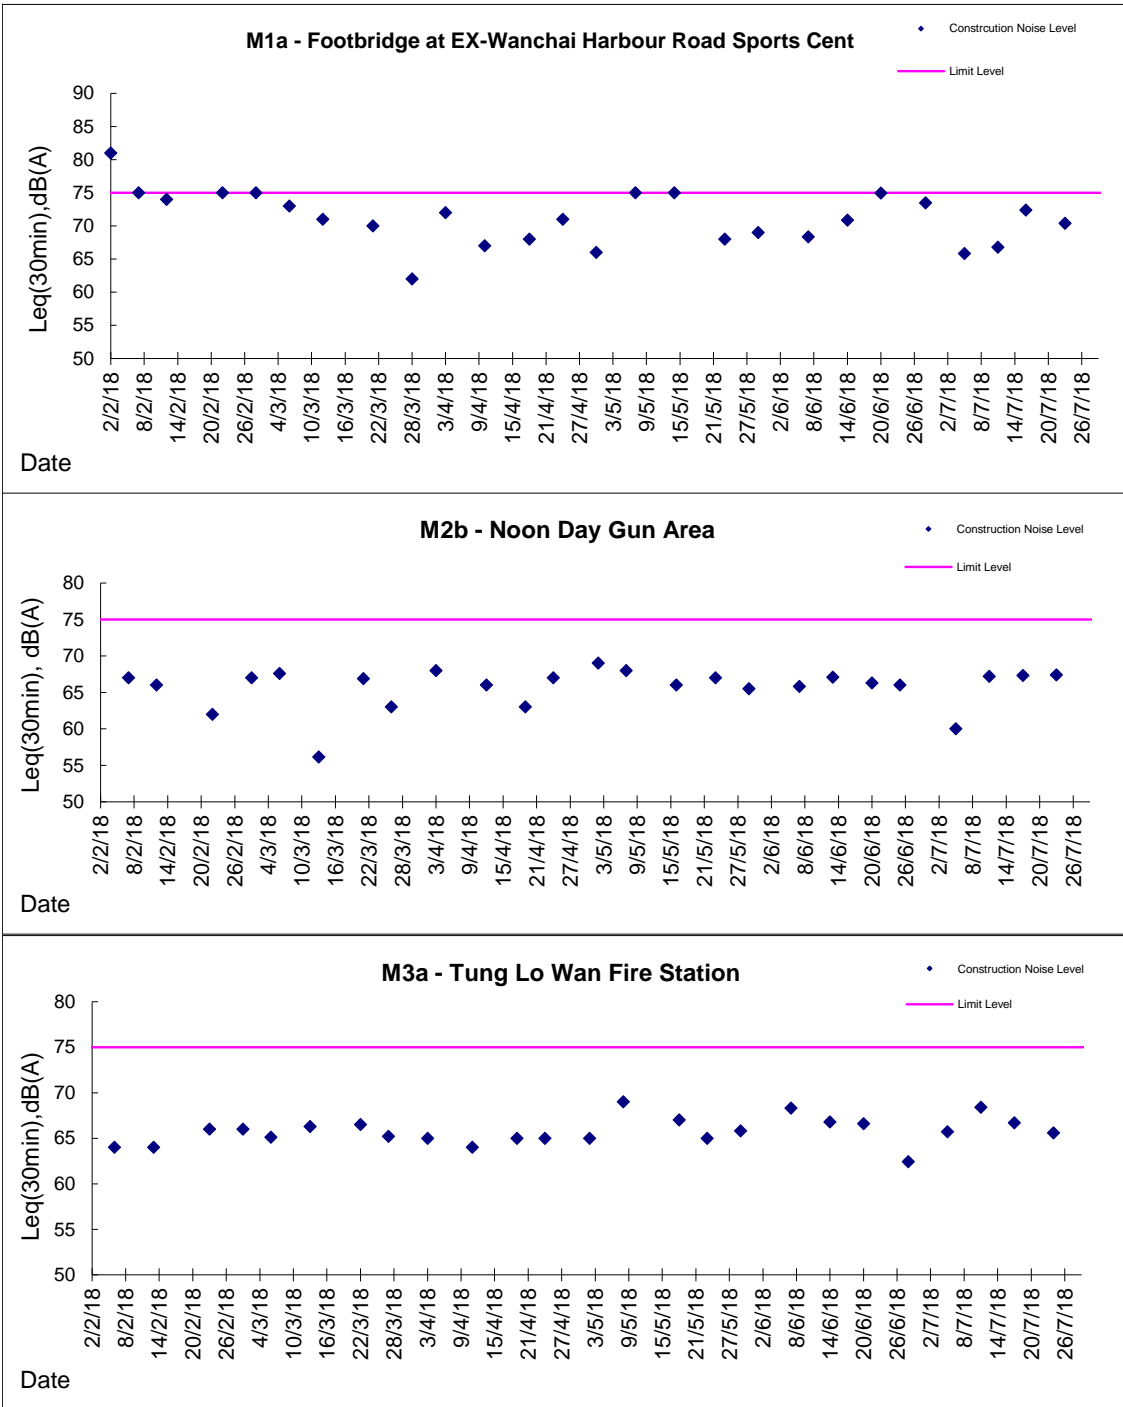 M1a - Footbridge at EX-Wanchai Harbour Road Sports Cent
Constrcution Noise Level
Limit Level
Leq(30min),dB(A)
90
85
80
75
70
65
60
55
50
2/2/18 8/2/18 14/2/18 20/2/18 26/2/18 4/3/18 10/3/18 16/3/18 22/3/18 28/3/18 3/4/18 9/4/18 15/4/18 21/4/18 27/4/18 3/5/18 9/5/18 15/5/18 21/5/18 27/5/18 2/6/18 8/6/18 14/6/18 20/6/18 26/6/18 2/7/18 8/7/18 14/7/18 20/7/18 26/7/18
Date
M2b - Noon Day Gun Area
Construction Noise Level
Limit Level
Leq(30min), dB(A)
80
75
70
65
60
55
50
2/2/18 8/2/18 14/2/18 20/2/18 26/2/18 4/3/18 10/3/18 16/3/18 22/3/18 28/3/18 3/4/18 9/4/18 15/4/18 21/4/18 27/4/18 3/5/18 9/5/18 15/5/18 21/5/18 27/5/18 2/6/18 8/6/18 14/6/18 20/6/18 26/6/18 2/7/18 8/7/18 14/7/18 20/7/18 26/7/18
Date
M3a - Tung Lo Wan Fire Station
Construction Noise Level
Limit Level
Leq(30min),dB(A)
80
75
70
65
60
55
50
2/2/18 8/2/18 14/2/18 20/2/18 26/2/18 4/3/18 10/3/18 16/3/18 22/3/18 28/3/18 3/4/18 9/4/18 15/4/18 21/4/18 27/4/18 3/5/18 9/5/18 15/5/18 21/5/18 27/5/18 2/6/18 8/6/18 14/6/18 20/6/18 26/6/18 2/7/18 8/7/18 14/7/18 20/7/18 26/7/18
Date